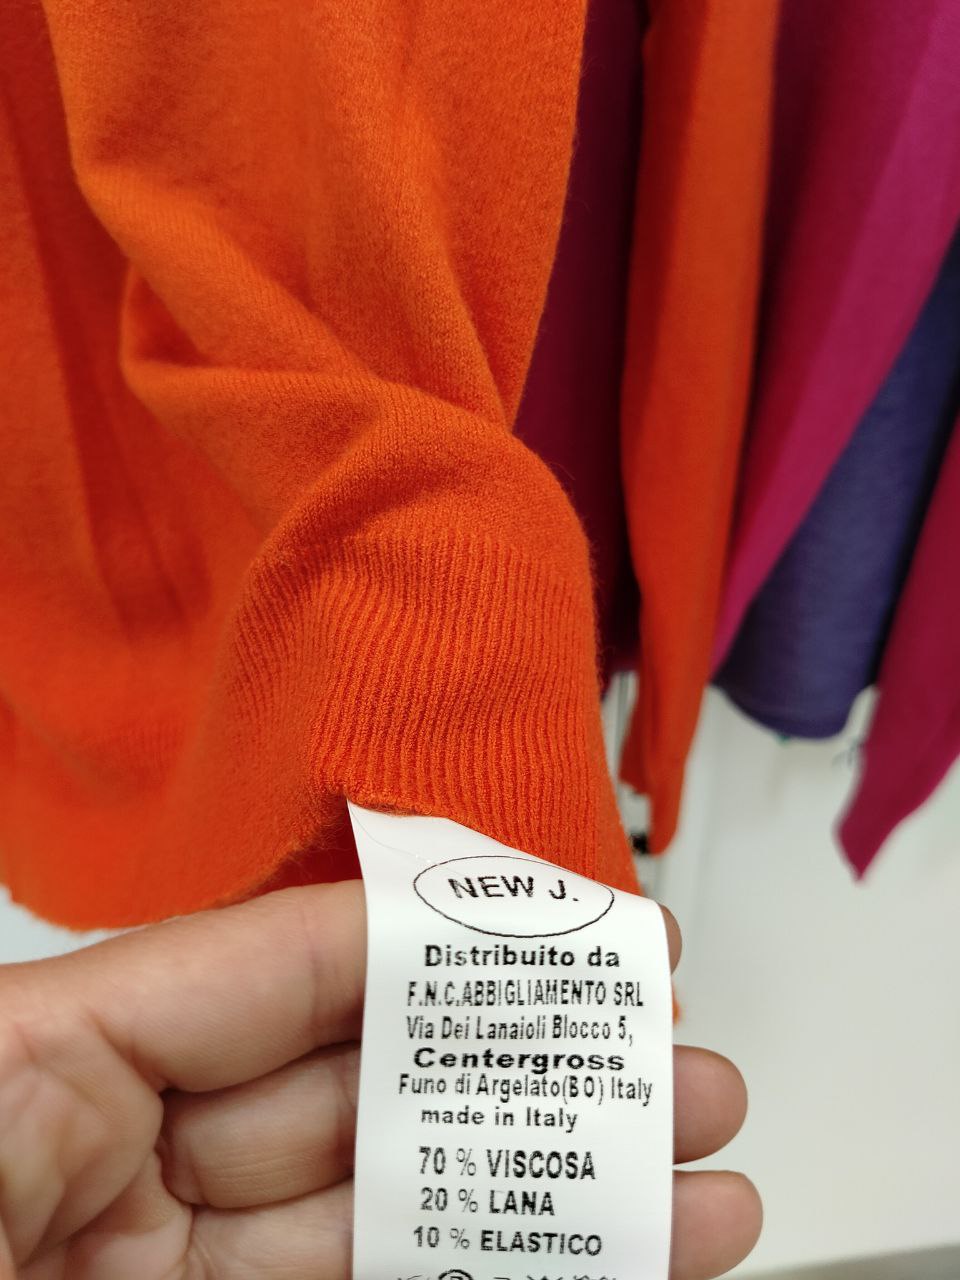 NEW J.
Distribuito da
F.N.C.ABBIGLIAMENTO SRL
Via Dei Lanaioli Blocco 5,
Centergross
Funo di Argelato(BO) Italy
made in Italy
70 % VISCOSA
20 % LANA
10 % ELASTICO